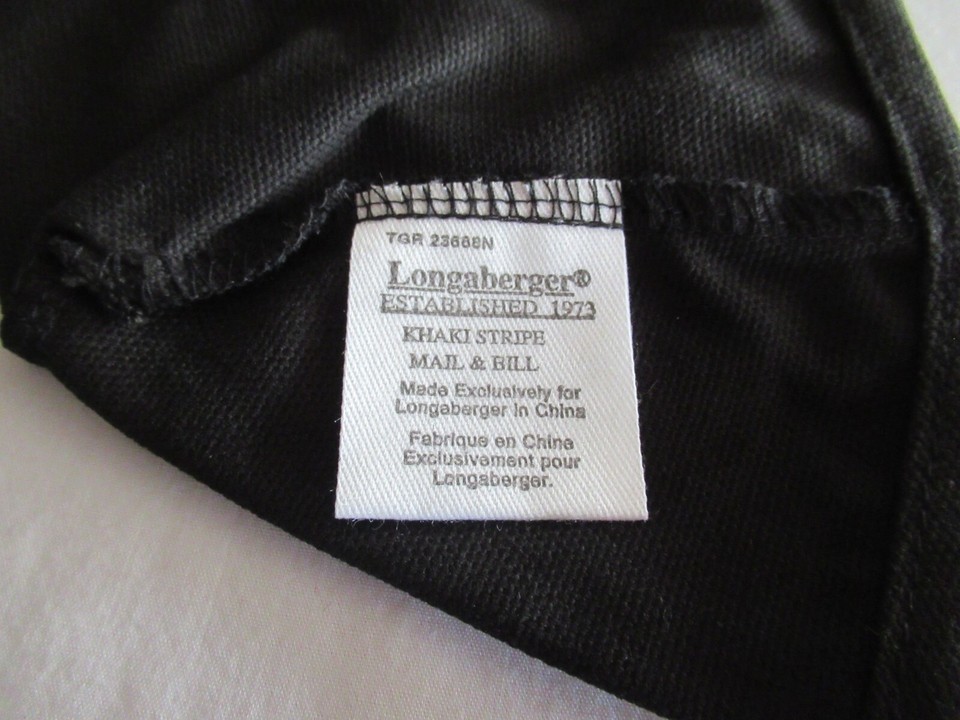 TGR 23668N
Longaberger®
ESTABLISHED 1973
KHAKI STRIPE
MAIL & BILL
Made Exclusively for
Longaberger in China
Fabrique en China
Exclusivement pour
Longaberger.